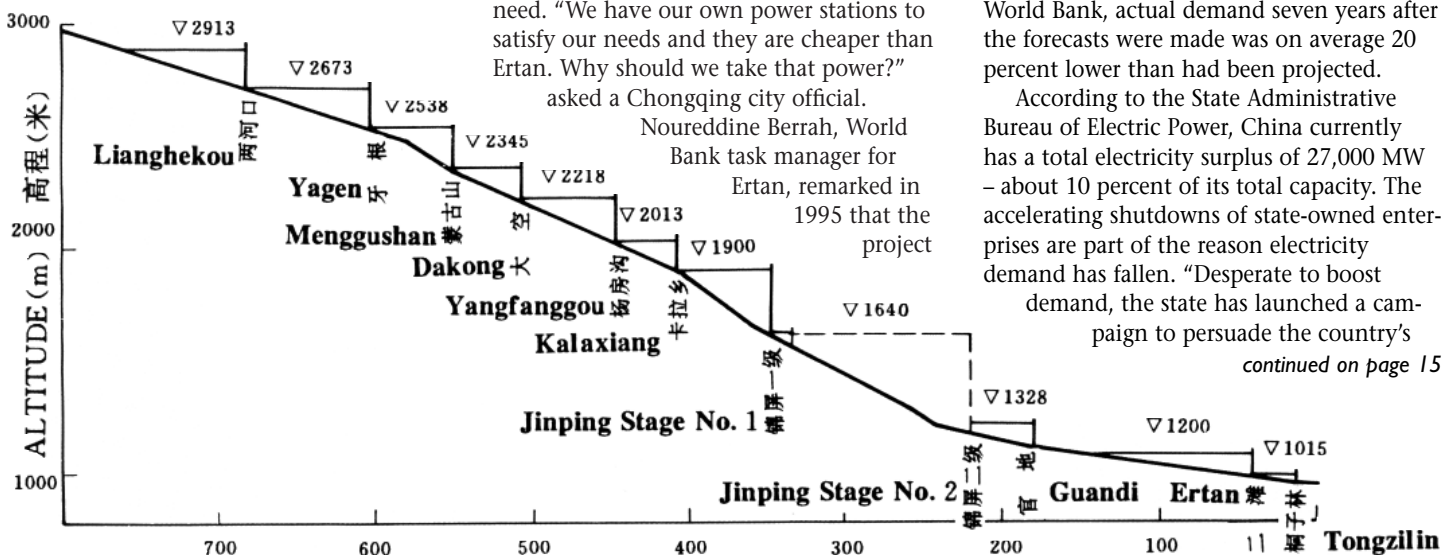 need. “We have our own power stations to
satisfy our needs and they are cheaper than
Ertan. Why should we take that power?”
asked a Chongqing city official.
Noureddine Berrah, World
Bank task manager for
Ertan, remarked in
1995 that the
project
World Bank, actual demand seven years after
the forecasts were made was on average 20
percent lower than had been projected.
According to the State Administrative
Bureau of Electric Power, China currently
has a total electricity surplus of 27,000 MW
– about 10 percent of its total capacity. The
accelerating shutdowns of state-owned enter-
prises are part of the reason electricity
demand has fallen. “Desperate to boost
demand, the state has launched a cam-
paign to persuade the country’s
continued on page 15
ALTITUDE (m) 高程(米)
3000
2000
1000
▽2913
▽2673
▽2538
▽2345
▽2218
▽2013
▽1900
▽1640
▽1328
▽1200
▽1015
Lianghekou 两河口
Yagen 牙根
Menggushan 蒙古山
Dakong 大空
Yangfanggou 杨房沟
Kalaxiang 卡拉乡
Jinping Stage No. 1 锦屏一级
Jinping Stage No. 2 锦屏二级
Guandi 官地
Ertan 二滩
Tongzilin 桐子林
700 600 500 400 300 200 100 0